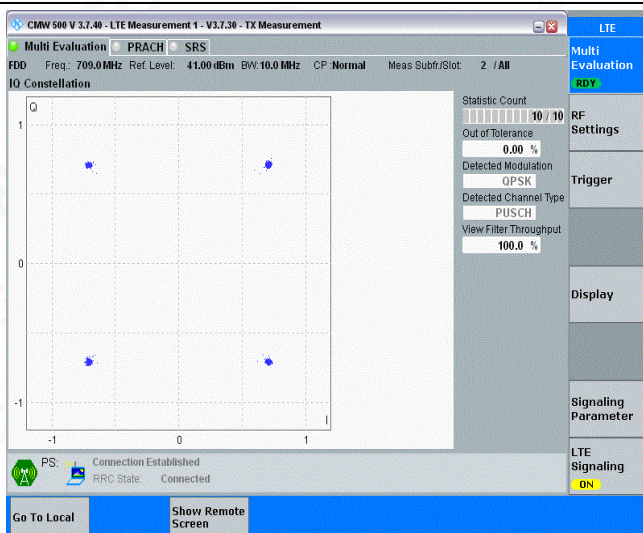 CMW 500 V 3.7.40 - LTE Measurement 1 - V3.7.30 - TX Measurement
LTE
Multi Evaluation PRACH SRS
Multi
Evaluation
RDY
FDD Freq.: 709.0 MHz Ref. Level: 41.00 dBm BW: 10.0 MHz CP :Normal Meas Subfr./Slot: 2 / All
IQ Constellation
Q
1
0
-1
I
-1 0 1
Statistic Count
10 / 10
Out of Tolerance
0.00 %
Detected Modulation
QPSK
Detected Channel Type
PUSCH
View Filter Throughput
100.0 %
RF
Settings
Trigger
Display
Signaling
Parameter
LTE
Signaling
ON
PS: Connection Established
RRC State: Connected
Go To Local
Show Remote
Screen